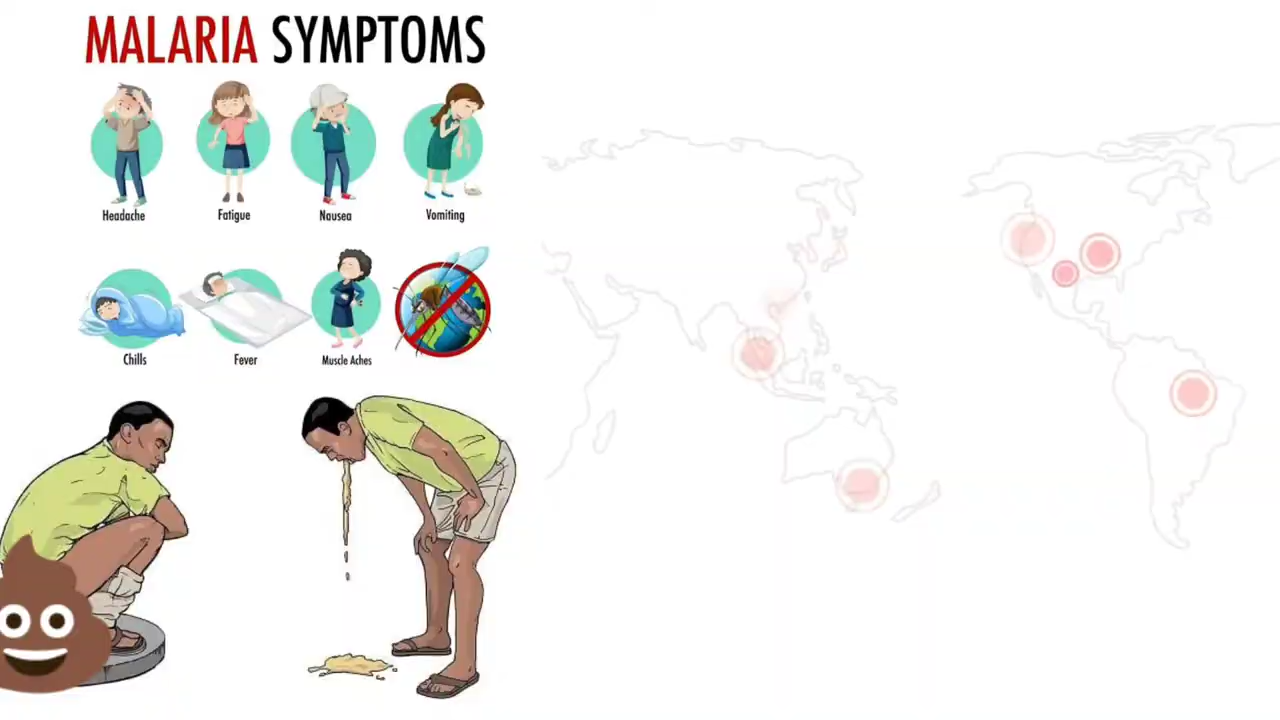 MALARIA SYMPTOMS
Headache Fatigue Nausea Vomiting
Chills Fever Muscle Aches